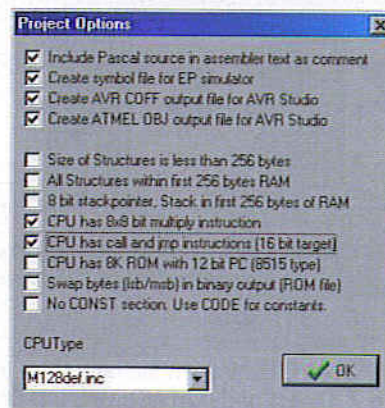 Project Options
Include Pascal source in assembler text as comment
Create symbol file for EP simulator
Create AVR COFF output file for AVR Studio
Create ATMEL OBJ output file for AVR Studio
Size of Structures is less than 256 bytes
All Structures within first 256 bytes RAM
8 bit stackpointer, Stack in first 256 bytes of RAM
CPU has 8x8 bit multiply instruction
CPU has call and jmp instructions (16 bit target)
CPU has 8K ROM with 12 bit PC (8515 type)
Swap bytes (lsb/msb) in binary output (ROM file)
No CONST section. Use CODE for constants.
CPUType
M128def.inc
OK